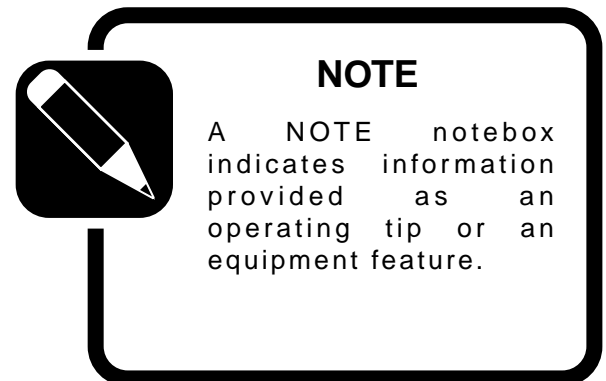 NOTE
A NOTE notebox
indicates information
provided as an
operating tip or an
equipment feature.